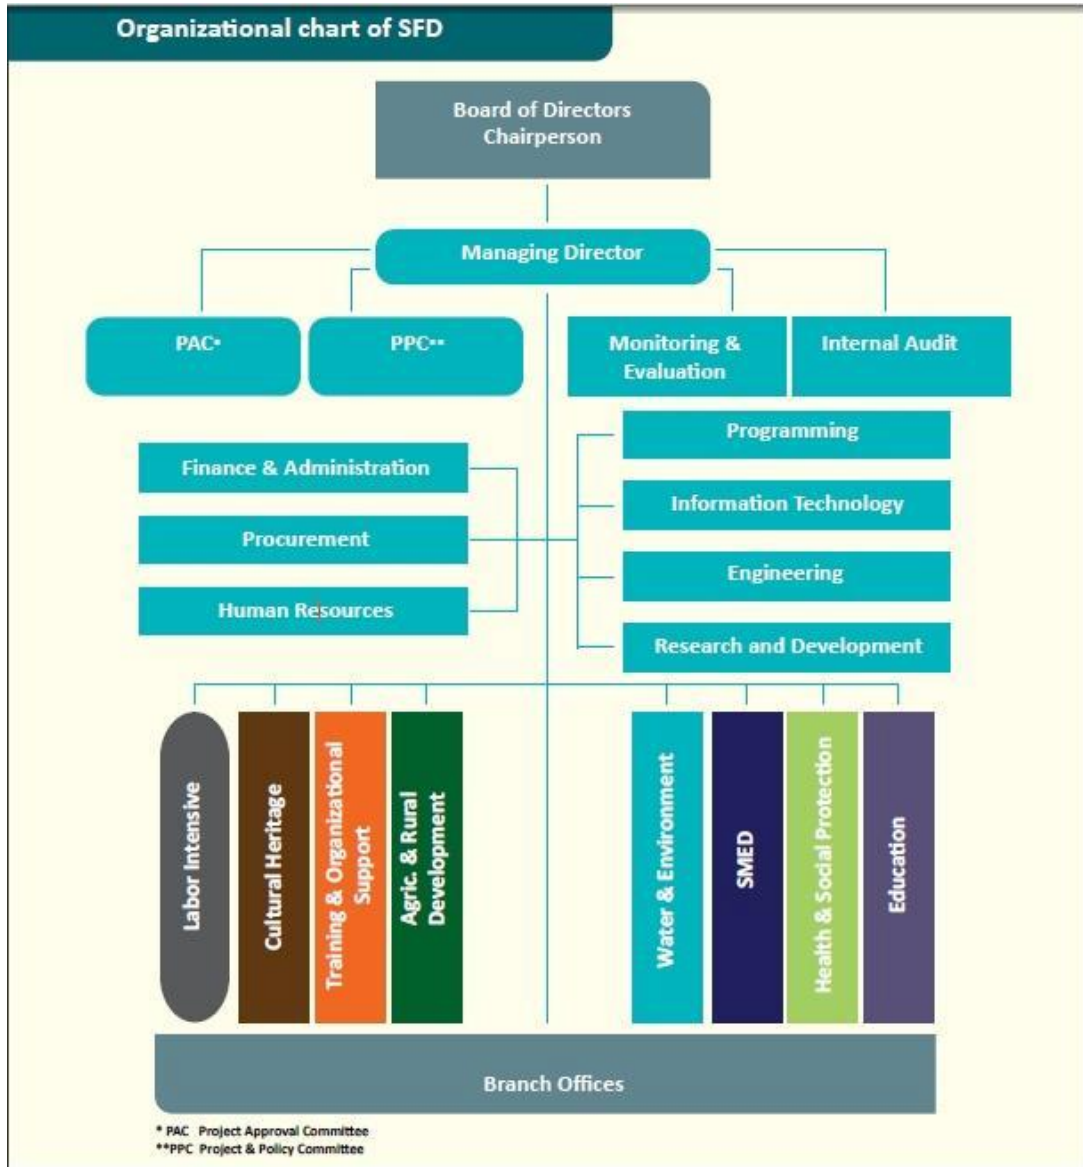 Organizational chart of SFD
Board of Directors
Chairperson
Managing Director
PAC*
PPC**
Monitoring &
Evaluation
Internal Audit
Finance & Administration
Procurement
Human Resources
Programming
Information Technology
Engineering
Research and Development
Labor Intensive
Cultural Heritage
Training & Organizational
Support
Agric. & Rural
Development
Water & Environment
SMED
Health & Social Protection
Education
Branch Offices
* PAC Project Approval Committee
**PPC Project & Policy Committee